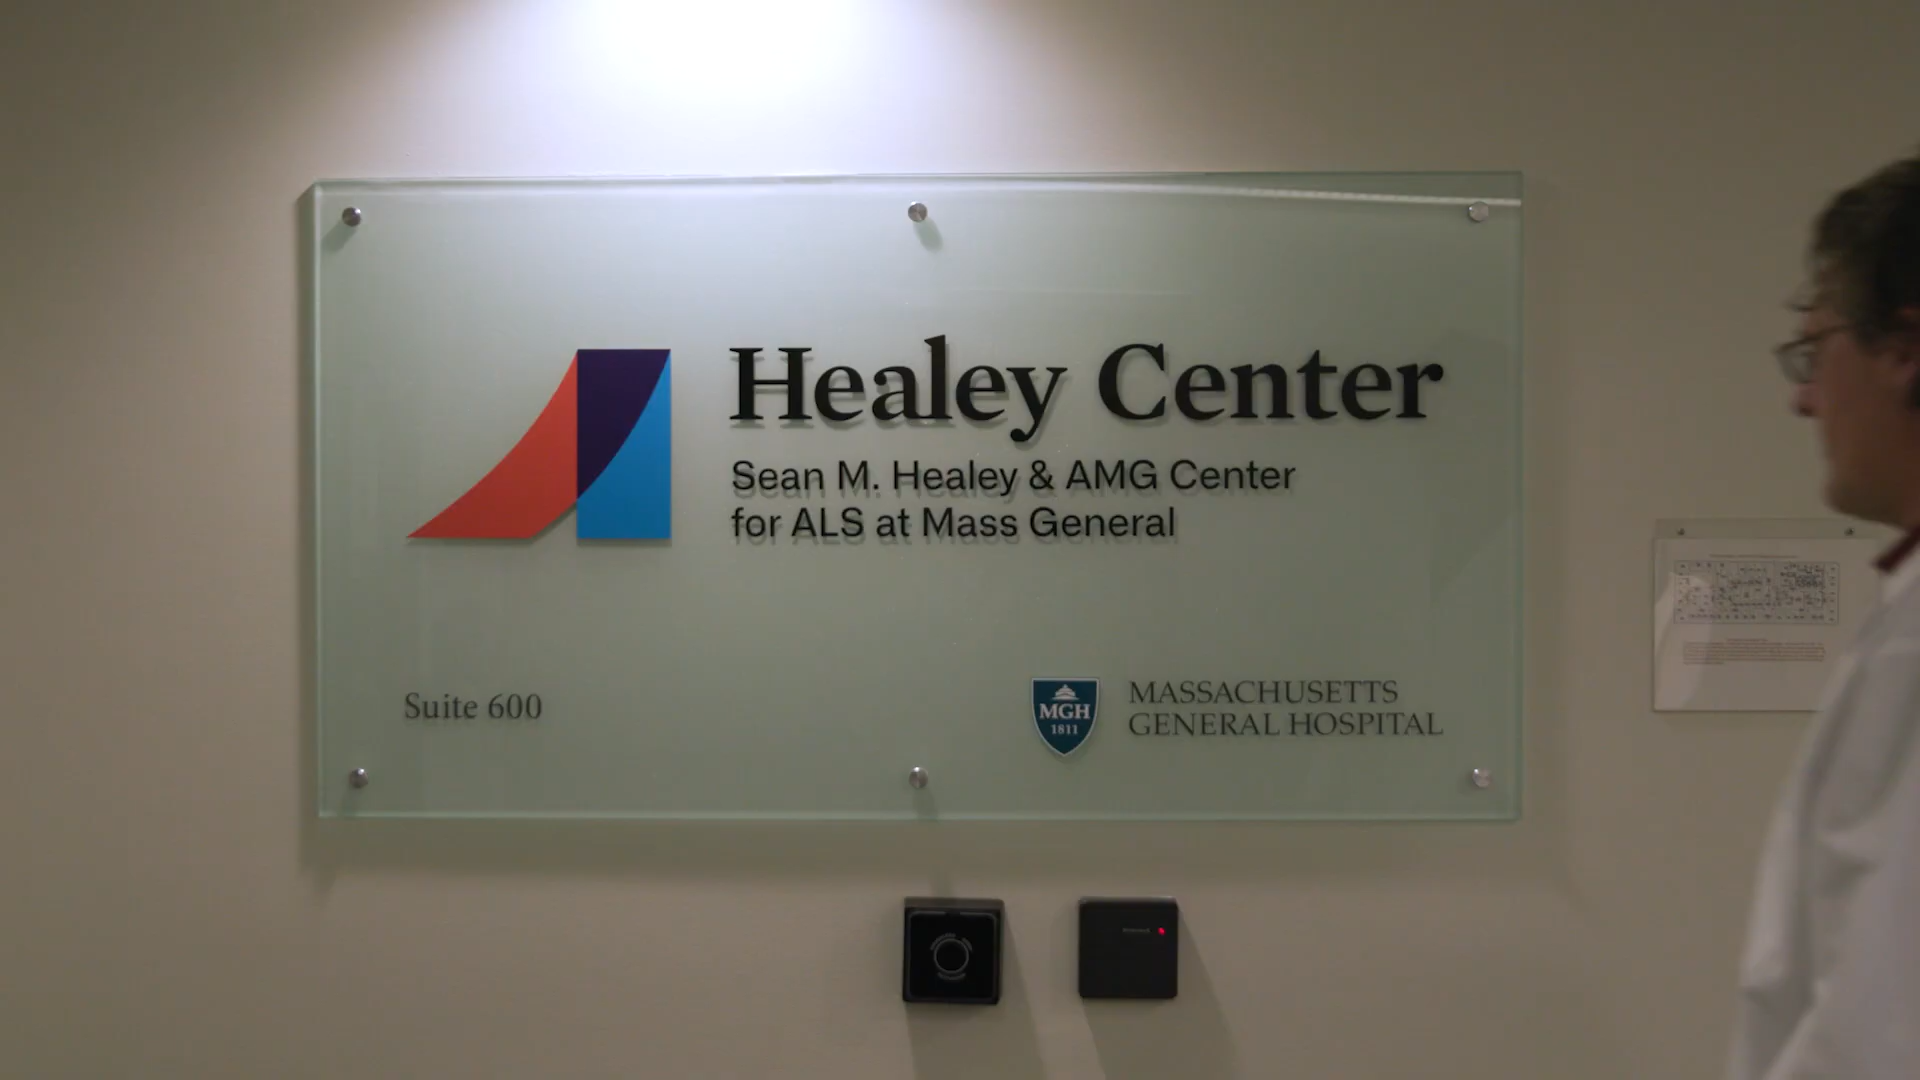 Healey Center
Sean M. Healey & AMG Center
for ALS at Mass General
Suite 600
MGH
1811
MASSACHUSETTS
GENERAL HOSPITAL